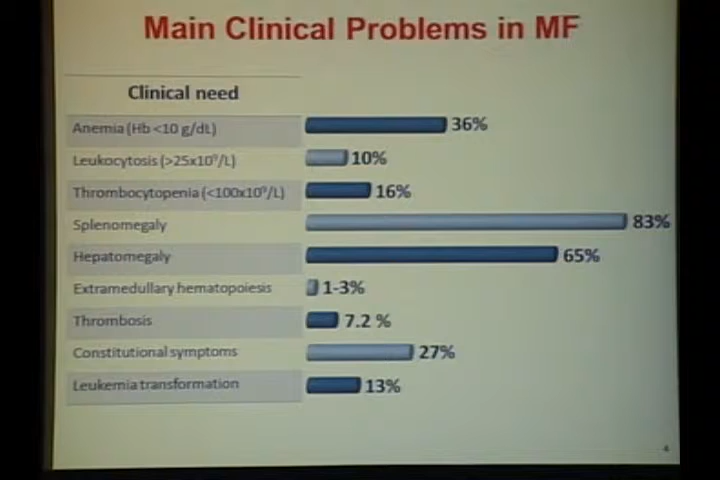 Main Clinical Problems in MF
Clinical need
Anemia (Hb <10 g/dL) 36%
Leukocytosis (>25x10⁹/L) 10%
Thrombocytopenia (<100x10⁹/L) 16%
Splenomegaly 83%
Hepatomegaly 65%
Extramedullary hematopoiesis 1-3%
Thrombosis 7.2 %
Constitutional symptoms 27%
Leukemia transformation 13%
4